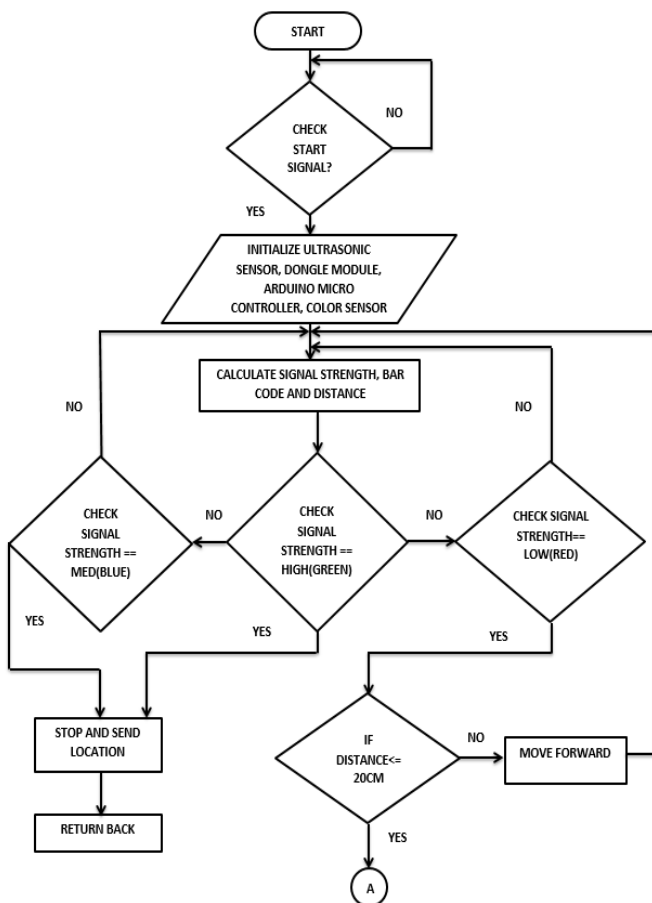 START
NO
CHECK
START
SIGNAL?
YES
INITIALIZE ULTRASONIC
SENSOR, DONGLE MODULE,
ARDUINO MICRO
CONTROLLER, COLOR SENSOR
CALCULATE SIGNAL STRENGTH, BAR
CODE AND DISTANCE
NO
NO
CHECK
SIGNAL
STRENGTH ==
MED(BLUE)
NO
CHECK
SIGNAL
STRENGTH ==
HIGH(GREEN)
NO
CHECK SIGNAL
STRENGTH==
LOW(RED)
YES
YES
YES
STOP AND SEND
LOCATION
RETURN BACK
IF
DISTANCE<=
20CM
NO
MOVE FORWARD
YES
A